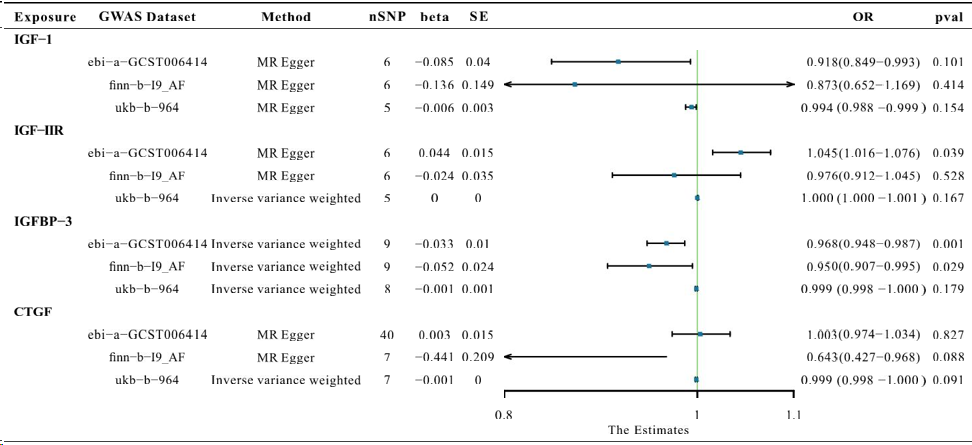 Exposure GWAS Dataset Method nSNP beta SE OR pval
IGF−1
ebi−a−GCST006414 MR Egger 6 −0.085 0.04 0.918(0.849−0.993) 0.101
finn−b−I9_AF MR Egger 6 −0.136 0.149 0.873(0.652−1.169) 0.414
ukb−b−964 MR Egger 5 −0.006 0.003 0.994 (0.988 −0.999 ) 0.154
IGF−IIR
ebi−a−GCST006414 MR Egger 6 0.044 0.015 1.045(1.016−1.076) 0.039
finn−b−I9_AF MR Egger 6 −0.024 0.035 0.976(0.912−1.045) 0.528
ukb−b−964 Inverse variance weighted 5 0 0 1.000 (1.000 −1.001 ) 0.167
IGFBP−3
ebi−a−GCST006414 Inverse variance weighted 9 −0.033 0.01 0.968(0.948−0.987) 0.001
finn−b−I9_AF Inverse variance weighted 9 −0.052 0.024 0.950(0.907−0.995) 0.029
ukb−b−964 Inverse variance weighted 8 −0.001 0.001 0.999 (0.998 −1.000 ) 0.179
CTGF
ebi−a−GCST006414 MR Egger 40 0.003 0.015 1.003(0.974−1.034) 0.827
finn−b−I9_AF MR Egger 7 −0.441 0.209 0.643(0.427−0.968) 0.088
ukb−b−964 Inverse variance weighted 7 −0.001 0 0.999 (0.998 −1.000 ) 0.091
0.8 1 1.1
The Estimates